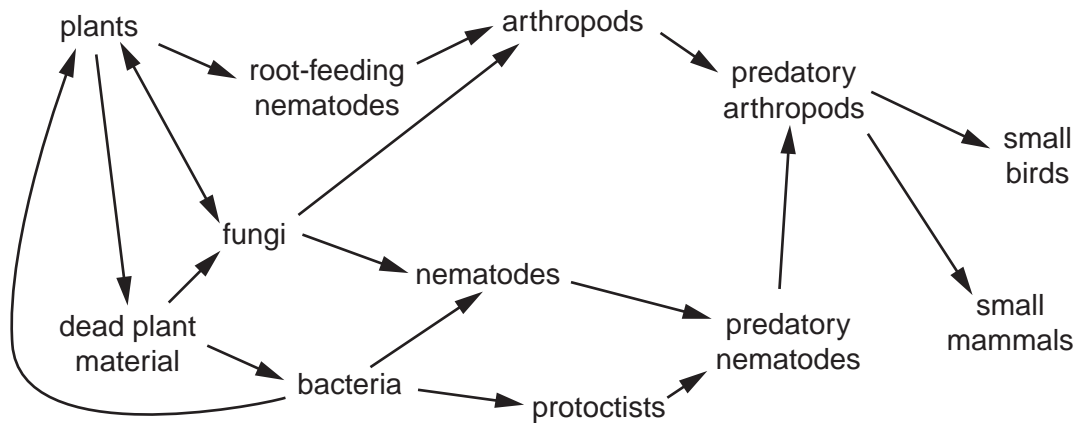 plants
arthropods
root-feeding
nematodes
predatory
arthropods
small
birds
fungi
nematodes
small
mammals
dead plant
material
predatory
nematodes
bacteria
protoctists